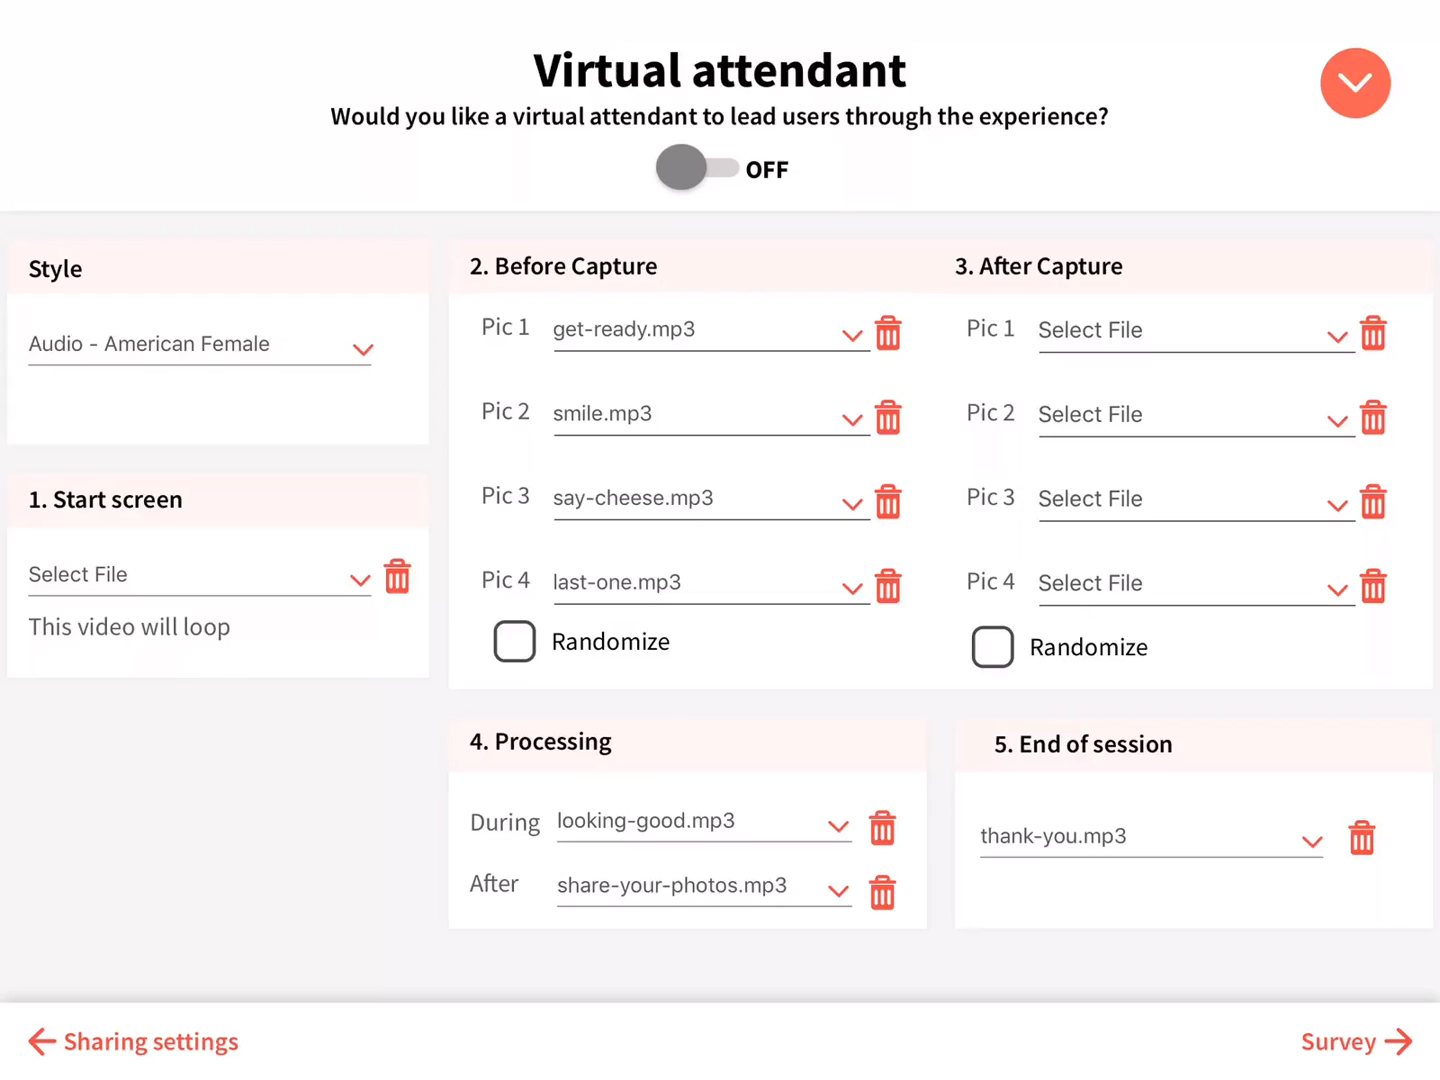 Virtual attendant
Would you like a virtual attendant to lead users through the experience?
OFF
Style
Audio - American Female
1. Start screen
Select File
This video will loop
2. Before Capture
Pic 1 get-ready.mp3
Pic 2 smile.mp3
Pic 3 say-cheese.mp3
Pic 4 last-one.mp3
Randomize
3. After Capture
Pic 1 Select File
Pic 2 Select File
Pic 3 Select File
Pic 4 Select File
Randomize
4. Processing
During looking-good.mp3
After share-your-photos.mp3
5. End of session
thank-you.mp3
Sharing settings
Survey